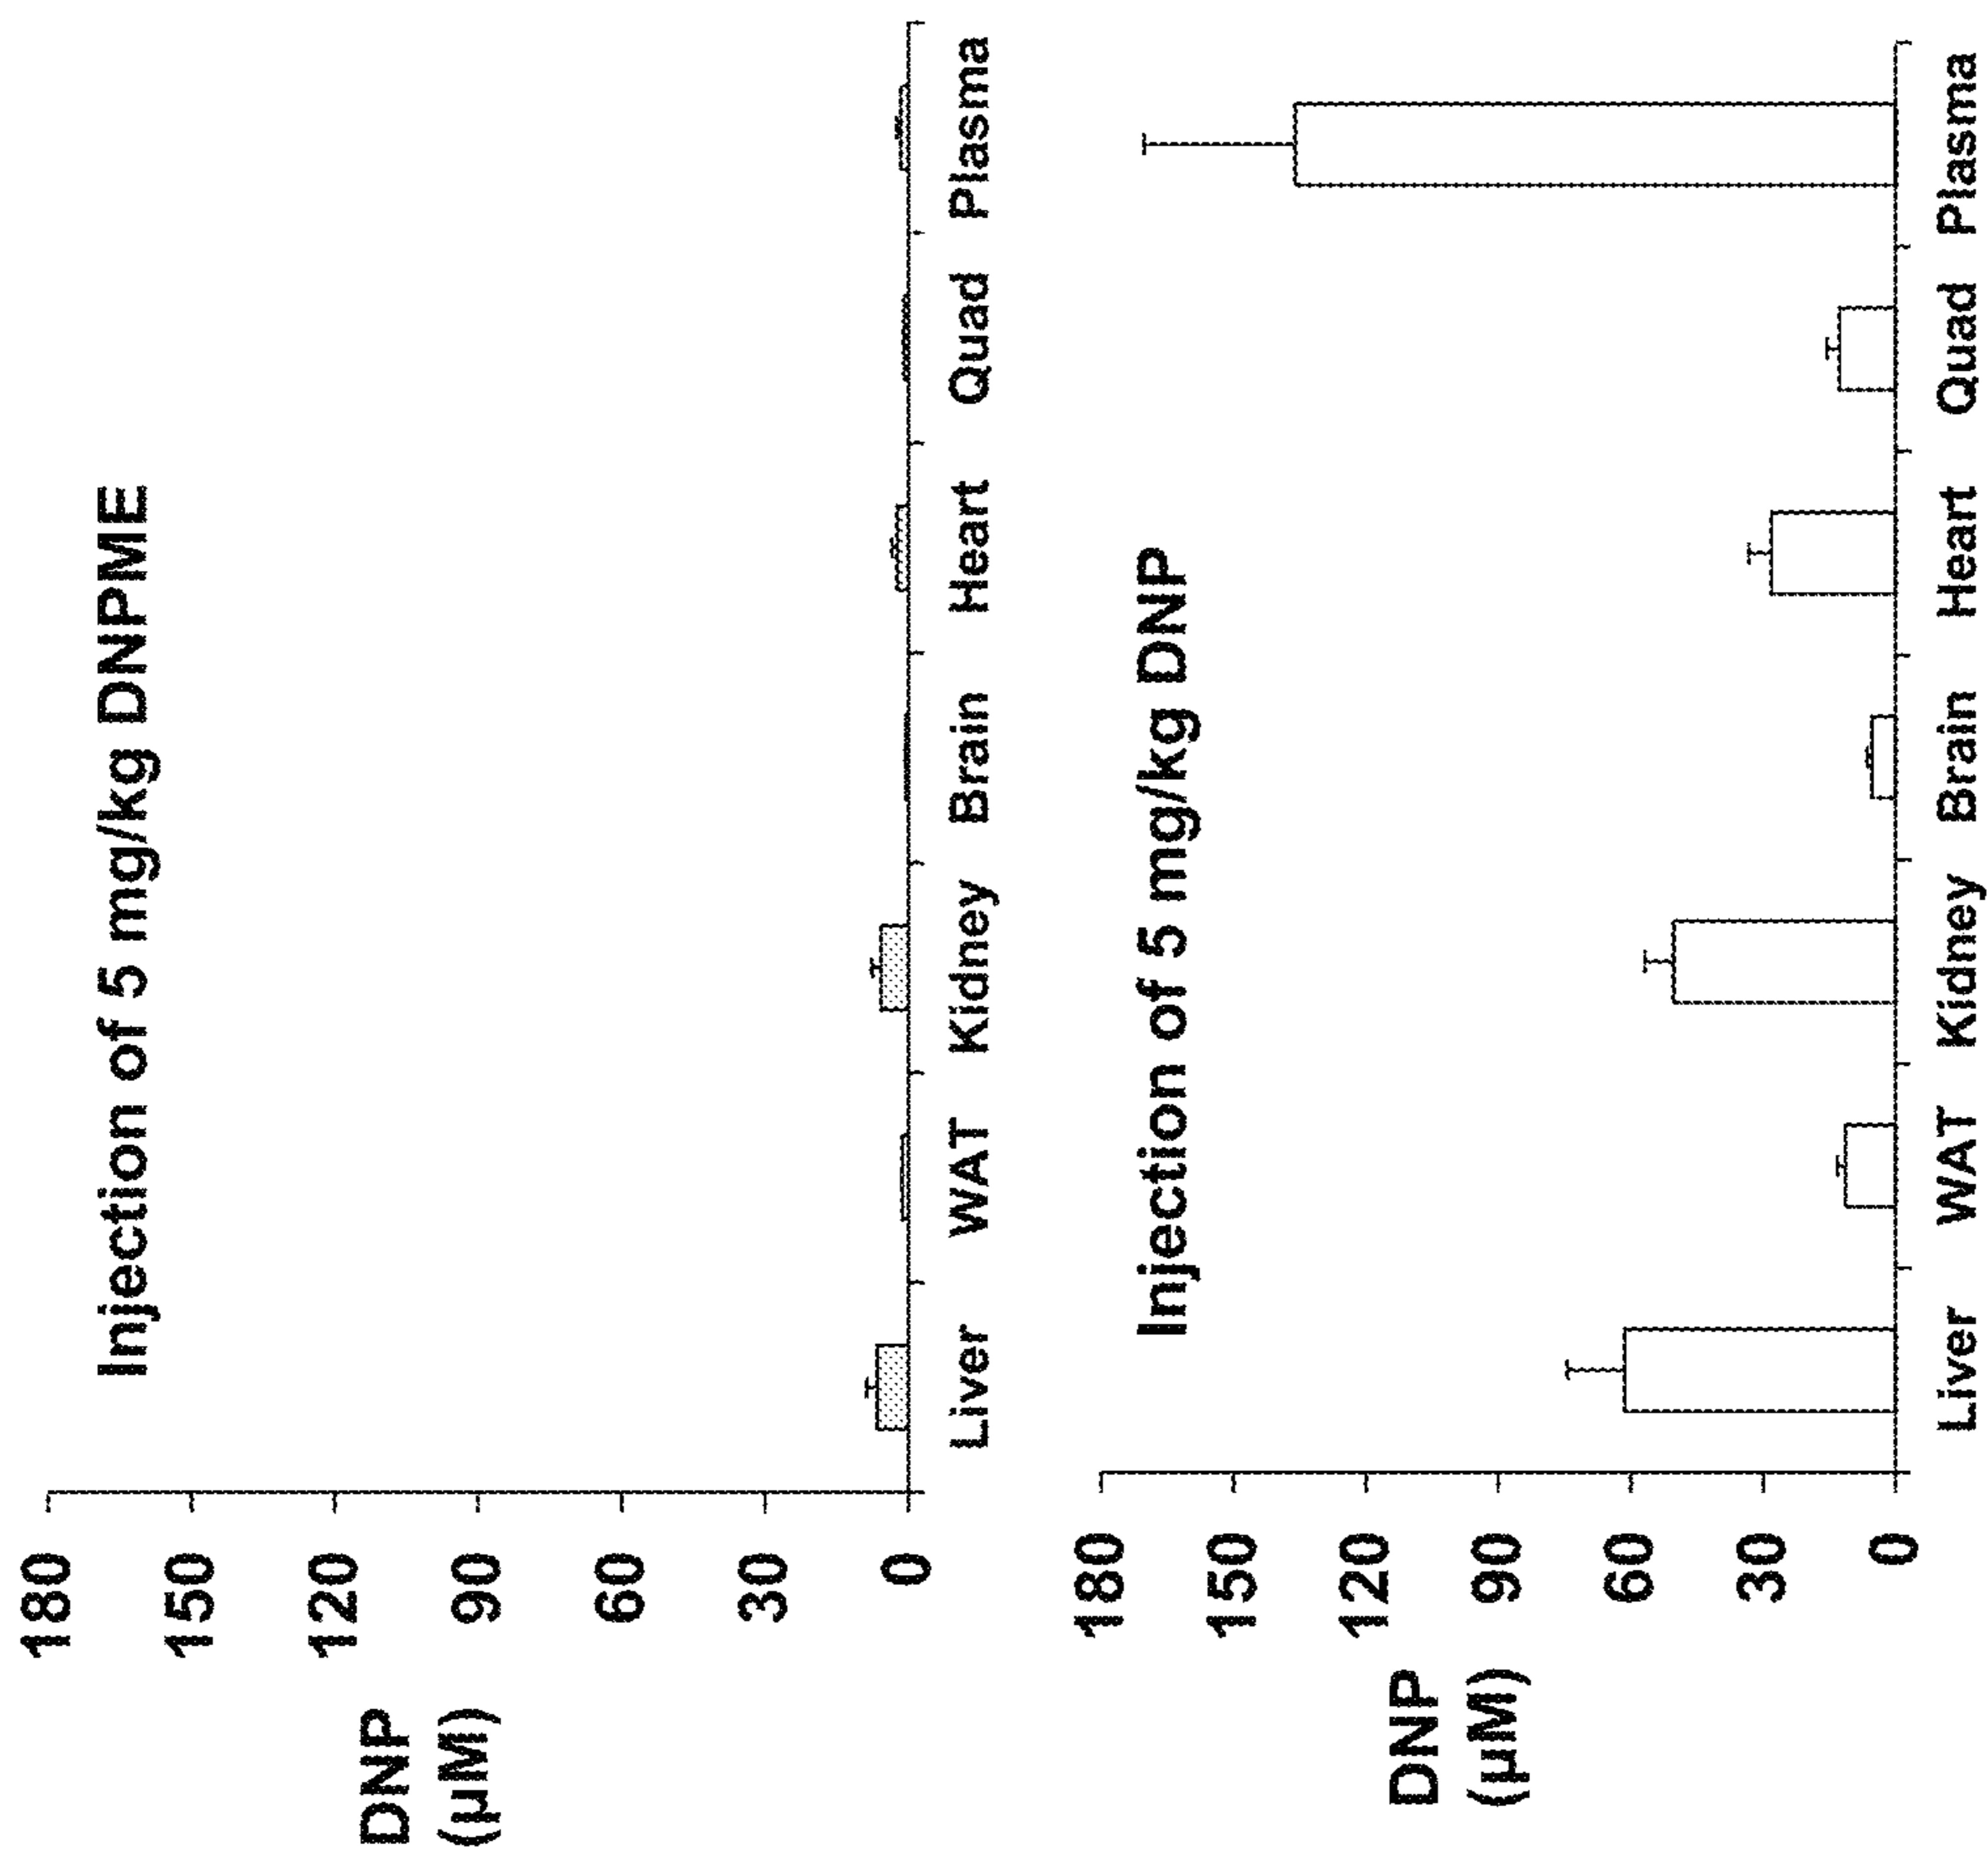 Injection of 5 mg/kg DNPME
DNP
(µM)
180
150
120
90
60
30
0
Liver WAT Kidney Brain Heart Quad Plasma
Injection of 5 mg/kg DNP
DNP
(µM)
180
150
120
90
60
30
0
Liver WAT Kidney Brain Heart Quad Plasma